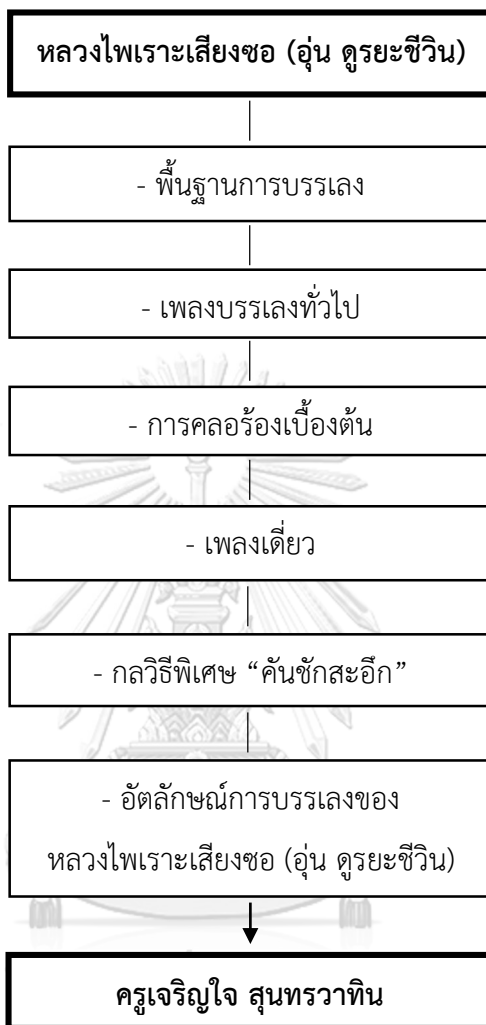 หลวงไพเราะเสียงซอ (อุ่น ดูรยะชีวิน)
- พื้นฐานการบรรเลง
- เพลงบรรเลงทั่วไป
- การคลอร้องเบื้องต้น
- เพลงเดี่ยว
- กลวิธีพิเศษ “คันชักสะอึก”
- อัตลักษณ์การบรรเลงของ
หลวงไพเราะเสียงซอ (อุ่น ดูรยะชีวิน)
ครูเจริญใจ สุนทรวาทิน